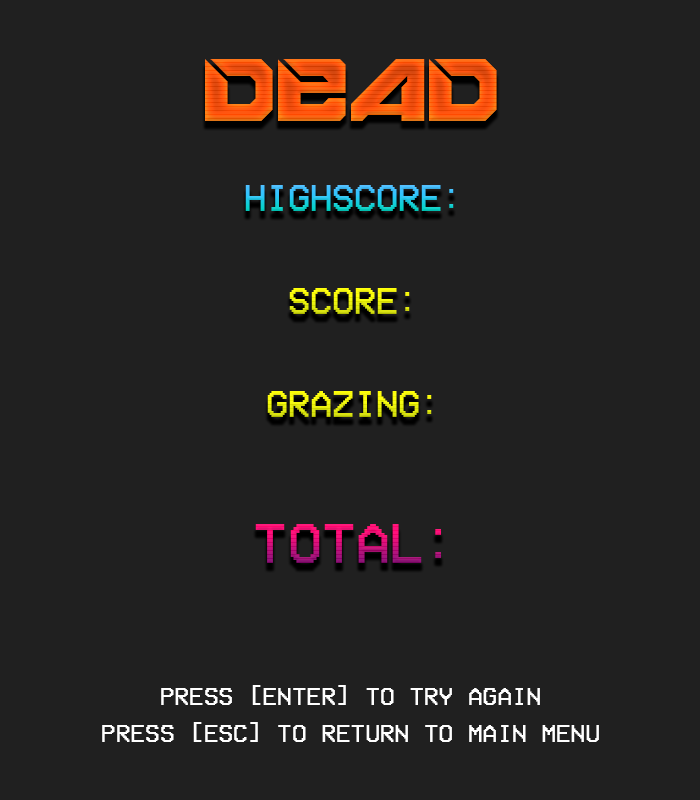 DEAD
HIGHSCORE:
SCORE:
GRAZING:
TOTAL:
PRESS [ENTER] TO TRY AGAIN
PRESS [ESC] TO RETURN TO MAIN MENU